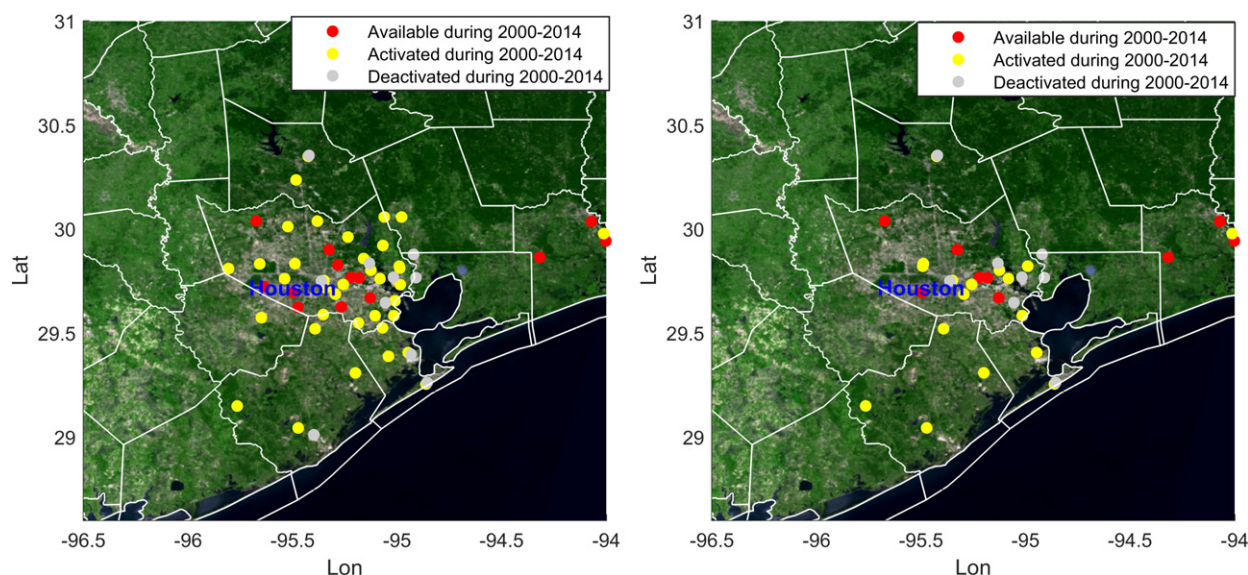 Available during 2000-2014
Activated during 2000-2014
Deactivated during 2000-2014
31
30.5
30
29.5
29
Lat
Houston
-96.5
-96
-95.5
-95
-94.5
-94
Lon
Available during 2000-2014
Activated during 2000-2014
Deactivated during 2000-2014
31
30.5
30
29.5
29
Lat
Houston
-96.5
-96
-95.5
-95
-94.5
-94
Lon